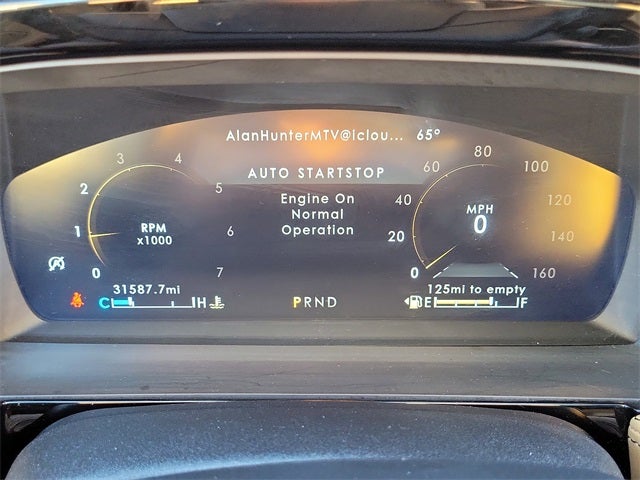 AlanHunterMTV@iclou... 65°
AUTO STARTSTOP
Engine On
Normal
Operation
0
1
2
3
4
5
6
7
RPM
x1000
0
20
40
60
80
100
120
140
160
MPH
0
31587.7mi
C H
PRND
125mi to empty
E F